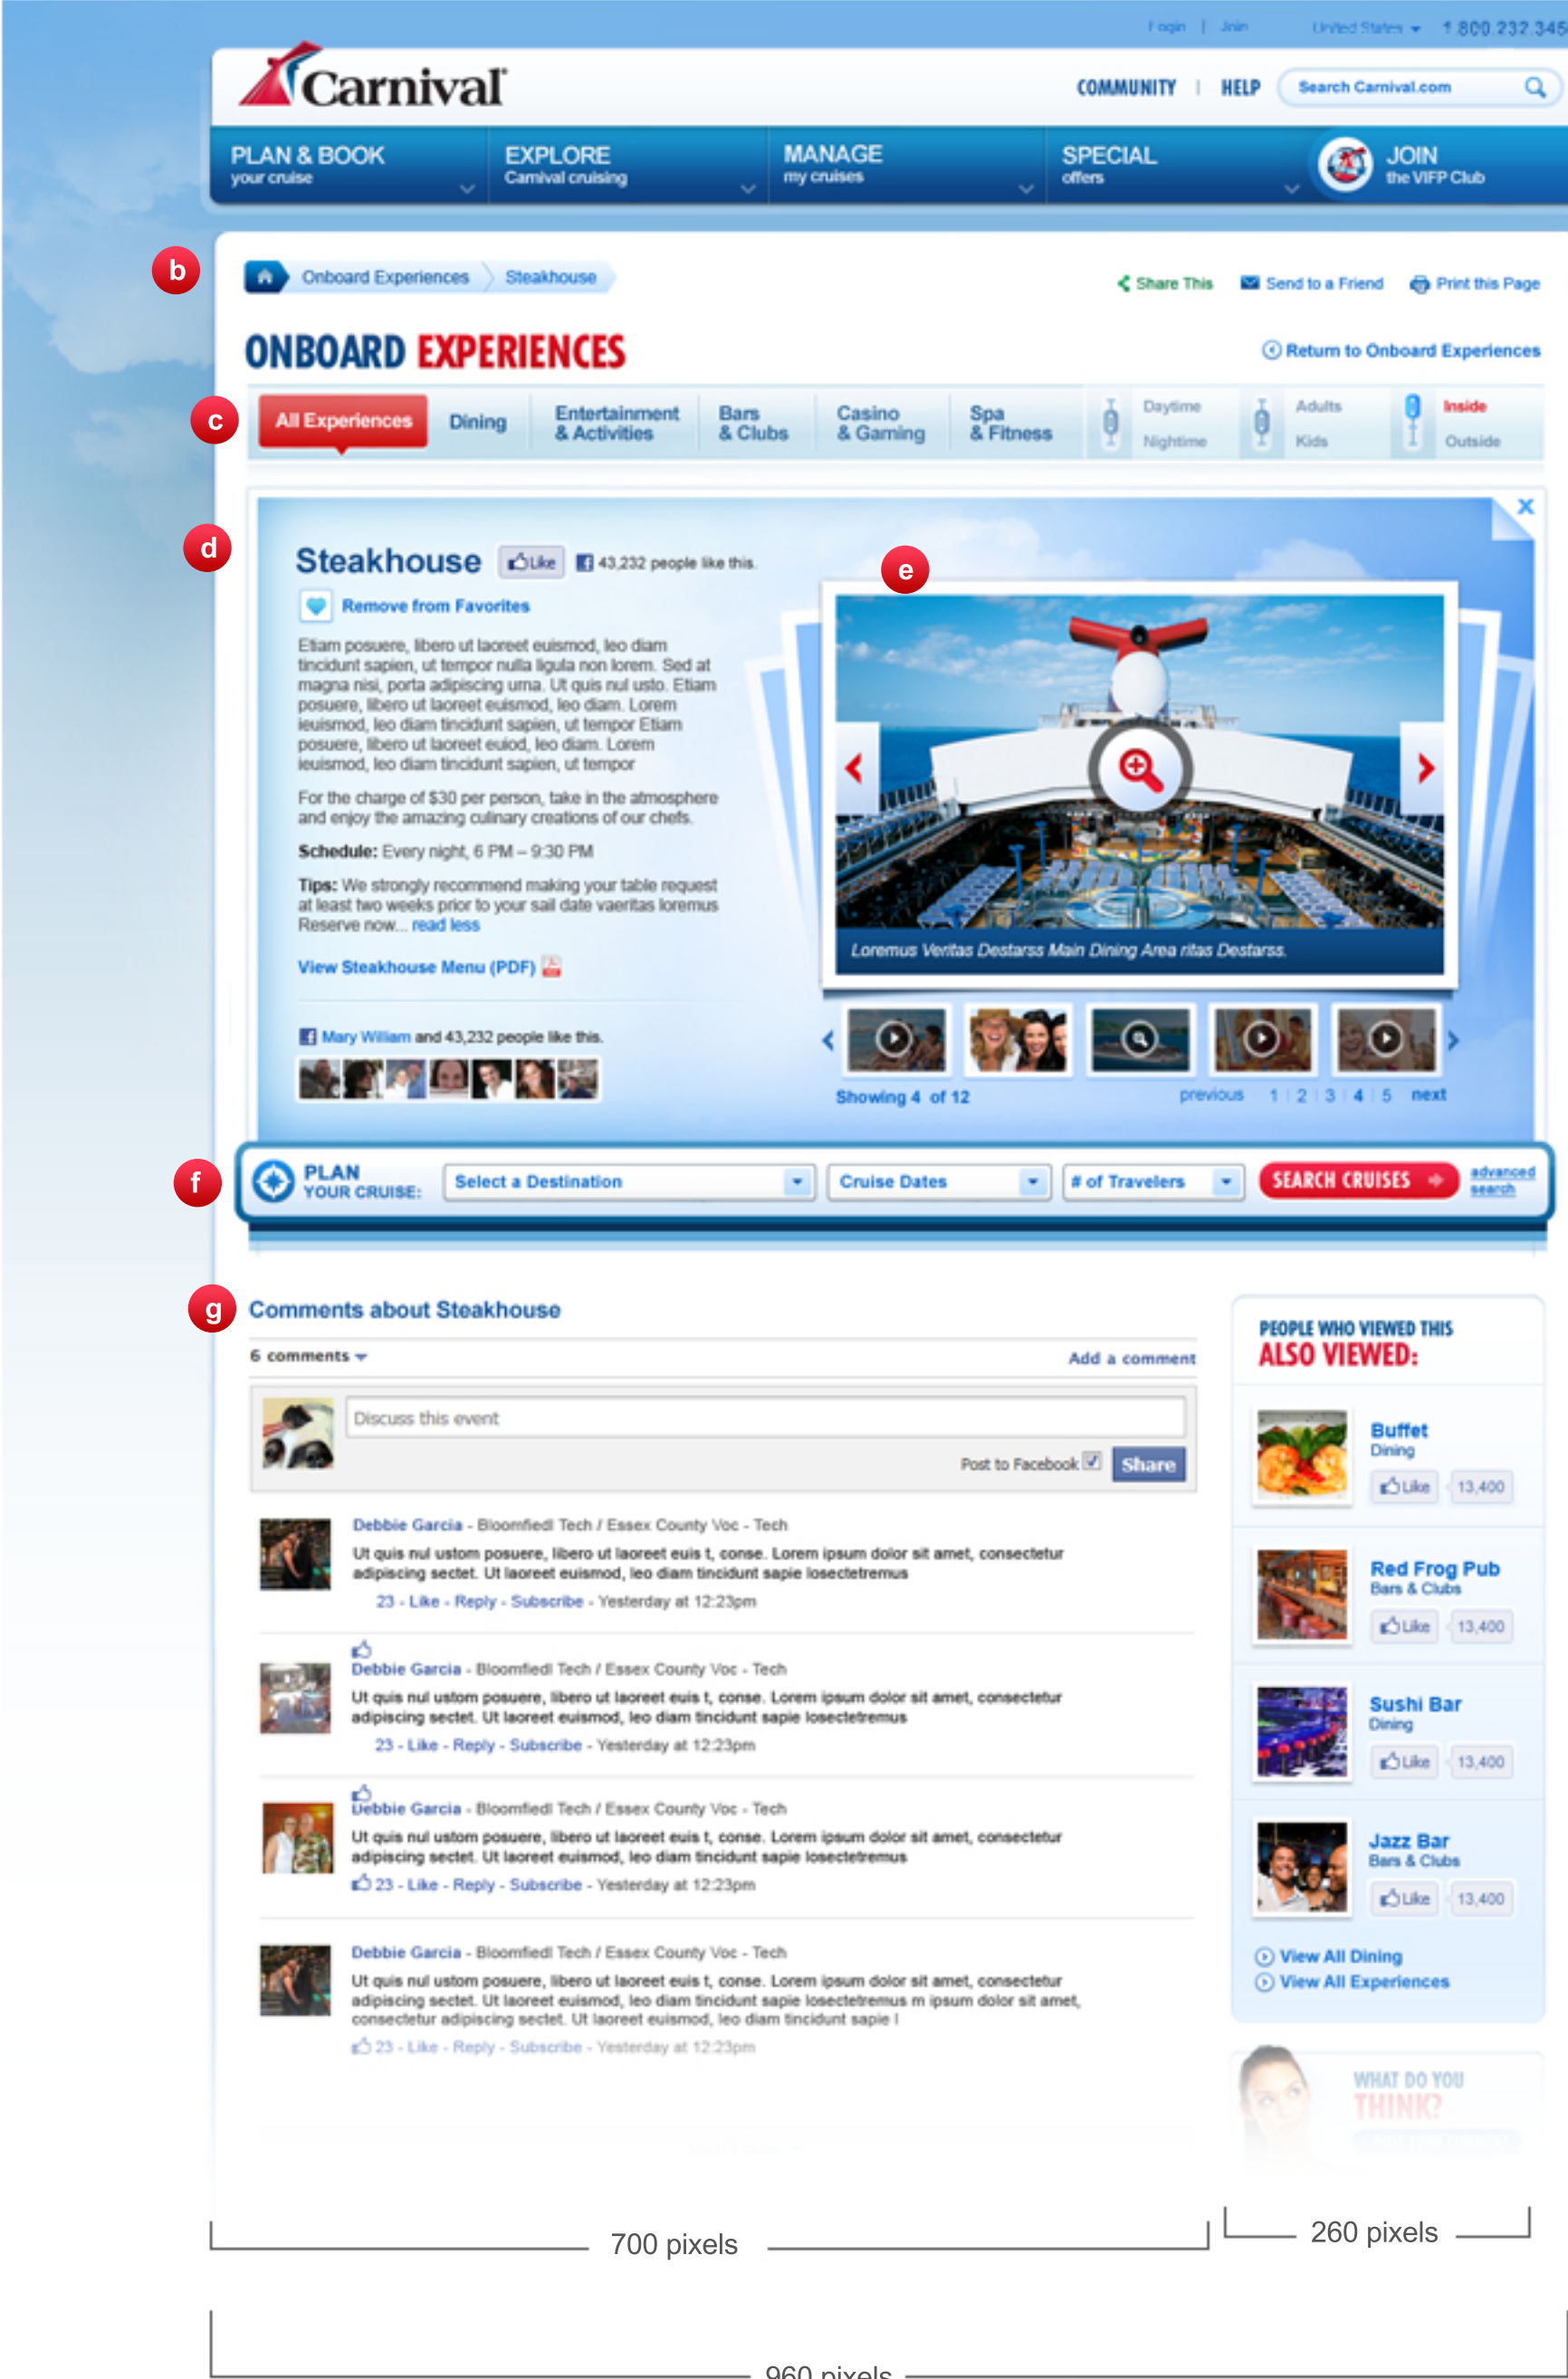 Login | Join United States 1.800.232.345
Carnival
COMMUNITY | HELP Search Carnival.com
PLAN & BOOK
your cruise
EXPLORE
Carnival cruising
MANAGE
my cruises
SPECIAL
offers
JOIN
the VIFP Club
b
Onboard Experiences Steakhouse
Share This Send to a Friend Print this Page
ONBOARD EXPERIENCES
Return to Onboard Experiences
c
All Experiences
Dining
Entertainment
& Activities
Bars
& Clubs
Casino
& Gaming
Spa
& Fitness
Daytime
Nightime
Adults
Kids
Inside
Outside
d
Steakhouse Like 43,232 people like this.
Remove from Favorites
Etiam posuere, libero ut laoreet euismod, leo diam
tincidunt sapien, ut tempor nulla ligula non lorem. Sed at
magna nisi, porta adipiscing urna. Ut quis nul usto. Etiam
posuere, libero ut laoreet euismod, leo diam. Lorem
ieuismod, leo diam tincidunt sapien, ut tempor Etiam
posuere, libero ut laoreet euiod, leo diam. Lorem
ieuismod, leo diam tincidunt sapien, ut tempor
For the charge of $30 per person, take in the atmosphere
and enjoy the amazing culinary creations of our chefs.
Schedule: Every night, 6 PM – 9:30 PM
Tips: We strongly recommend making your table request
at least two weeks prior to your sail date vaeritas loremus
Reserve now... read less
View Steakhouse Menu (PDF)
Mary William and 43,232 people like this.
e
Loremus Veritas Destarss Main Dining Area ritas Destarss.
Showing 4 of 12
previous 1 | 2 | 3 | 4 | 5 next
f
PLAN
YOUR CRUISE:
Select a Destination
Cruise Dates
# of Travelers
SEARCH CRUISES
advanced
search
g
Comments about Steakhouse
6 comments
Add a comment
Discuss this event
Post to Facebook Share
Debbie Garcia - Bloomfiedl Tech / Essex County Voc - Tech
Ut quis nul ustom posuere, libero ut laoreet euis t, conse. Lorem ipsum dolor sit amet, consectetur
adipiscing sectet. Ut laoreet euismod, leo diam tincidunt sapie losectetremus
23 - Like - Reply - Subscribe - Yesterday at 12:23pm
Debbie Garcia - Bloomfiedl Tech / Essex County Voc - Tech
Ut quis nul ustom posuere, libero ut laoreet euis t, conse. Lorem ipsum dolor sit amet, consectetur
adipiscing sectet. Ut laoreet euismod, leo diam tincidunt sapie losectetremus
23 - Like - Reply - Subscribe - Yesterday at 12:23pm
Debbie Garcia - Bloomfiedl Tech / Essex County Voc - Tech
Ut quis nul ustom posuere, libero ut laoreet euis t, conse. Lorem ipsum dolor sit amet, consectetur
adipiscing sectet. Ut laoreet euismod, leo diam tincidunt sapie losectetremus
23 - Like - Reply - Subscribe - Yesterday at 12:23pm
Debbie Garcia - Bloomfiedl Tech / Essex County Voc - Tech
Ut quis nul ustom posuere, libero ut laoreet euis t, conse. Lorem ipsum dolor sit amet, consectetur
adipiscing sectet. Ut laoreet euismod, leo diam tincidunt sapie losectetremus m ipsum dolor sit amet,
consectetur adipiscing sectet. Ut laoreet euismod, leo diam tincidunt sapie l
23 - Like - Reply - Subscribe - Yesterday at 12:23pm
PEOPLE WHO VIEWED THIS
ALSO VIEWED:
Buffet
Dining
Like 13,400
Red Frog Pub
Bars & Clubs
Like 13,400
Sushi Bar
Dining
Like 13,400
Jazz Bar
Bars & Clubs
Like 13,400
View All Dining
View All Experiences
WHAT DO YOU
THINK?
700 pixels
260 pixels
960 pixels